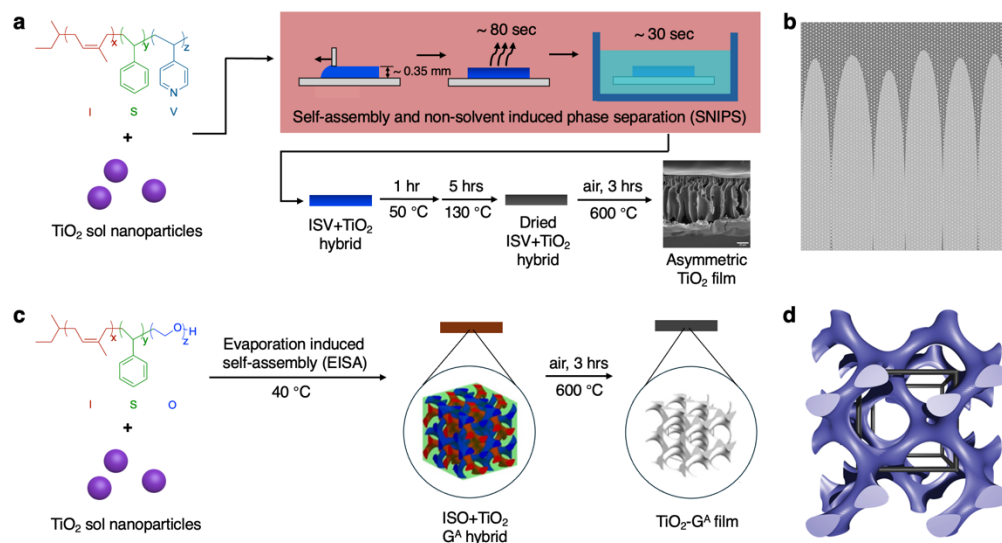 a
x
y
z
N
I S V
+
TiO₂ sol nanoparticles
~ 80 sec
~ 30 sec
~ 0.35 mm
Self-assembly and non-solvent induced phase separation (SNIPS)
ISV+TiO₂
hybrid
1 hr
50 °C
5 hrs
130 °C
Dried
ISV+TiO₂
hybrid
air, 3 hrs
600 °C
Asymmetric
TiO₂ film
b
c
x
y
O
z
H
I S O
+
TiO₂ sol nanoparticles
Evaporation induced
self-assembly (EISA)
40 °C
ISO+TiO₂
Gᴬ hybrid
air, 3 hrs
600 °C
TiO₂-Gᴬ film
d